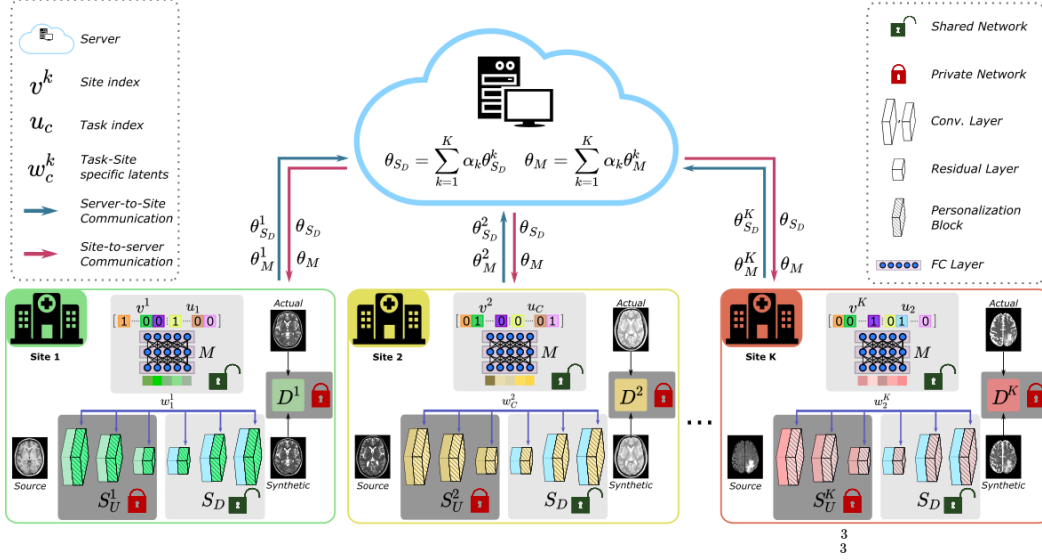 Server
v^k Site index
u_c Task index
w_c^k Task-Site
specific latents
Server-to-Site
Communication
Site-to-server
Communication
θ_{S_D} = \sum_{k=1}^{K} α_k θ_{S_D}^k θ_M = \sum_{k=1}^{K} α_k θ_M^k
Shared Network
Private Network
Conv. Layer
Residual Layer
Personalization
Block
FC Layer
θ_{S_D}^1 θ_{S_D}
θ_M^1 θ_M
θ_{S_D}^2 θ_{S_D}
θ_M^2 θ_M
θ_{S_D}^K θ_{S_D}
θ_M^K θ_M
Site 1
v^1 u_1
[1 ... 0 0 : 1 ... 0 0]
M
w_1^1
Actual
D^1
Source
S_U^1
S_D
Synthetic
Site 2
v^2 u_C
[0 1 ... 0 : 0 ... 0 1]
M
w_C^2
Actual
D^2
Source
S_U^2
S_D
Synthetic
...
Site K
v^K u_2
[0 0 ... 1 : 0 1 ... 0]
M
w_2^K
Actual
D^K
Source
S_U^K
S_D
Synthetic
3
3